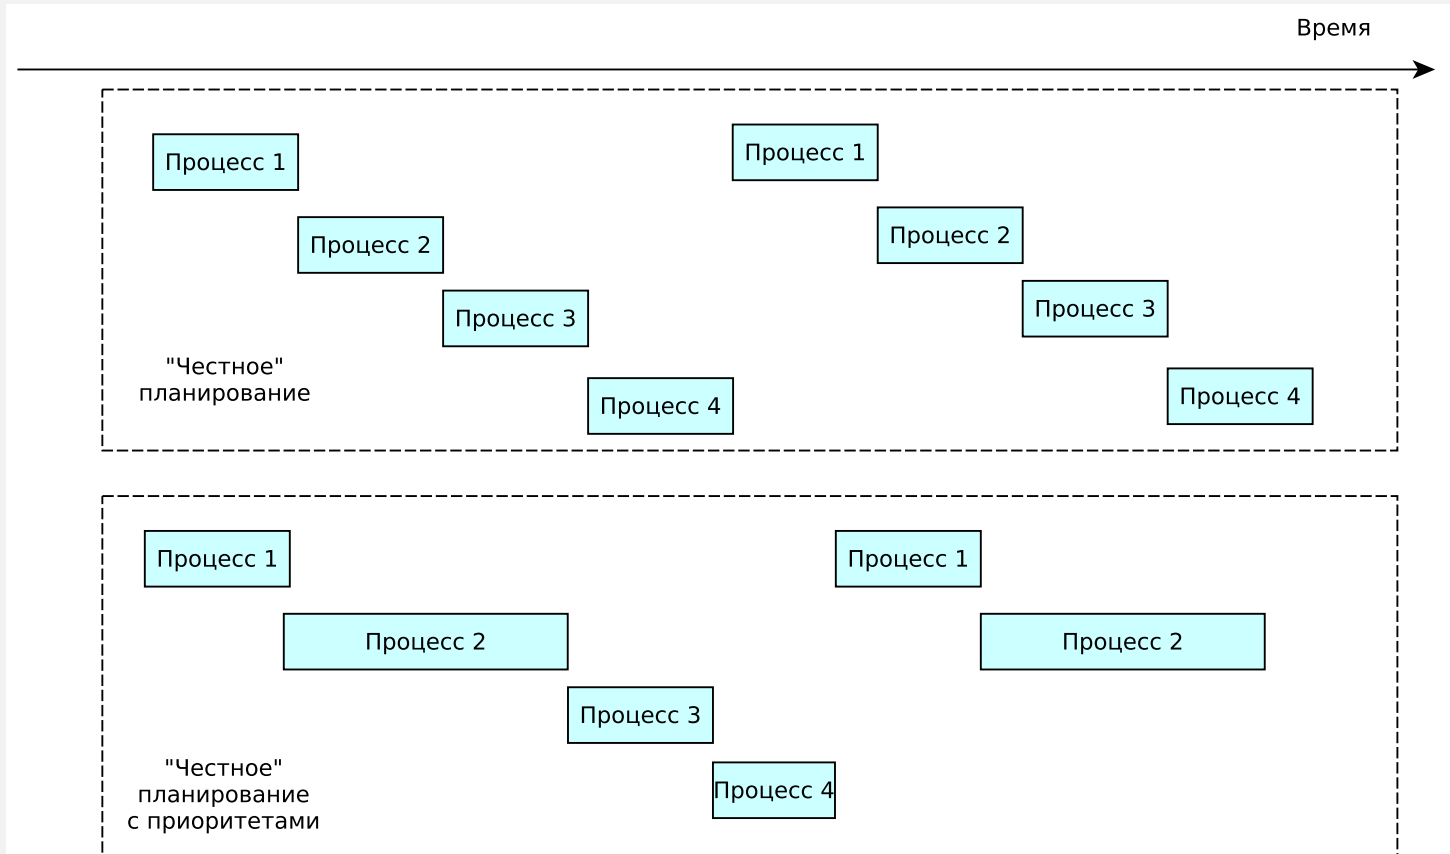 Время
Процесс 1
Процесс 1
Процесс 2
Процесс 2
Процесс 3
Процесс 3
"Честное"
планирование
Процесс 4
Процесс 4
Процесс 1
Процесс 1
Процесс 2
Процесс 2
Процесс 3
"Честное"
планирование
с приоритетами
Процесс 4